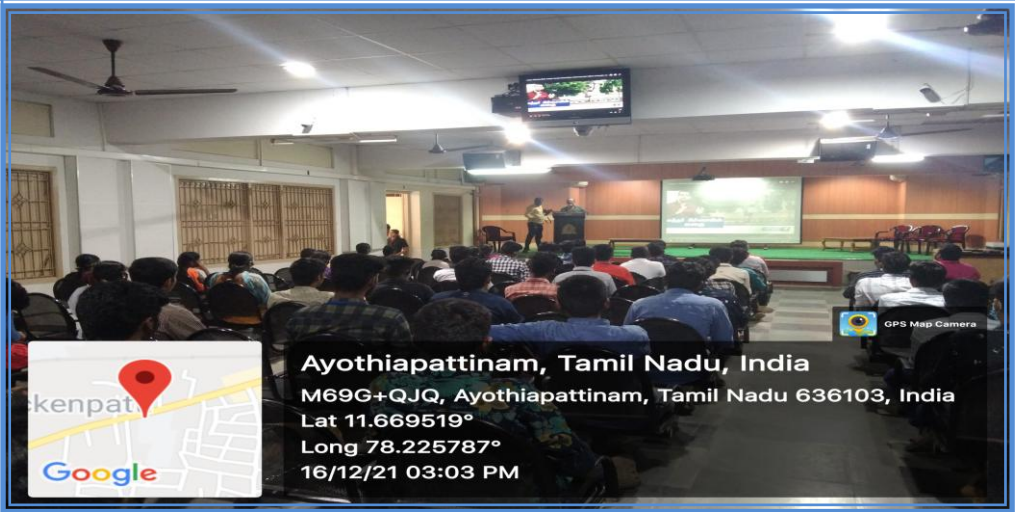 GPS Map Camera
ckenpat
Google
Ayothiapattinam, Tamil Nadu, India
M69G+QJQ, Ayothiapattinam, Tamil Nadu 636103, India
Lat 11.669519°
Long 78.225787°
16/12/21 03:03 PM